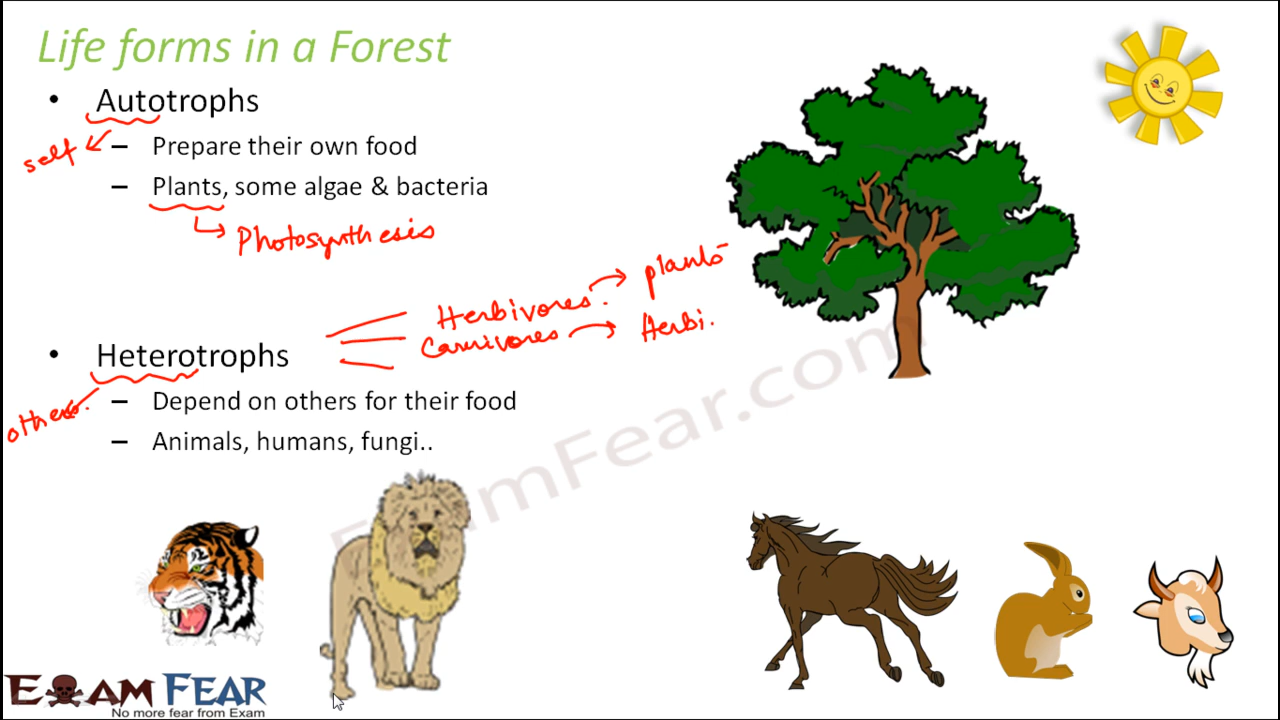 Life forms in a Forest
• Autotrophs
self
– Prepare their own food
– Plants, some algae & bacteria
Photosynthesis
Herbivores. plants
Carnivores Herbi.
• Heterotrophs
others.
– Depend on others for their food
– Animals, humans, fungi..
ExamFear.com
EXAM FEAR
No more fear from Exam